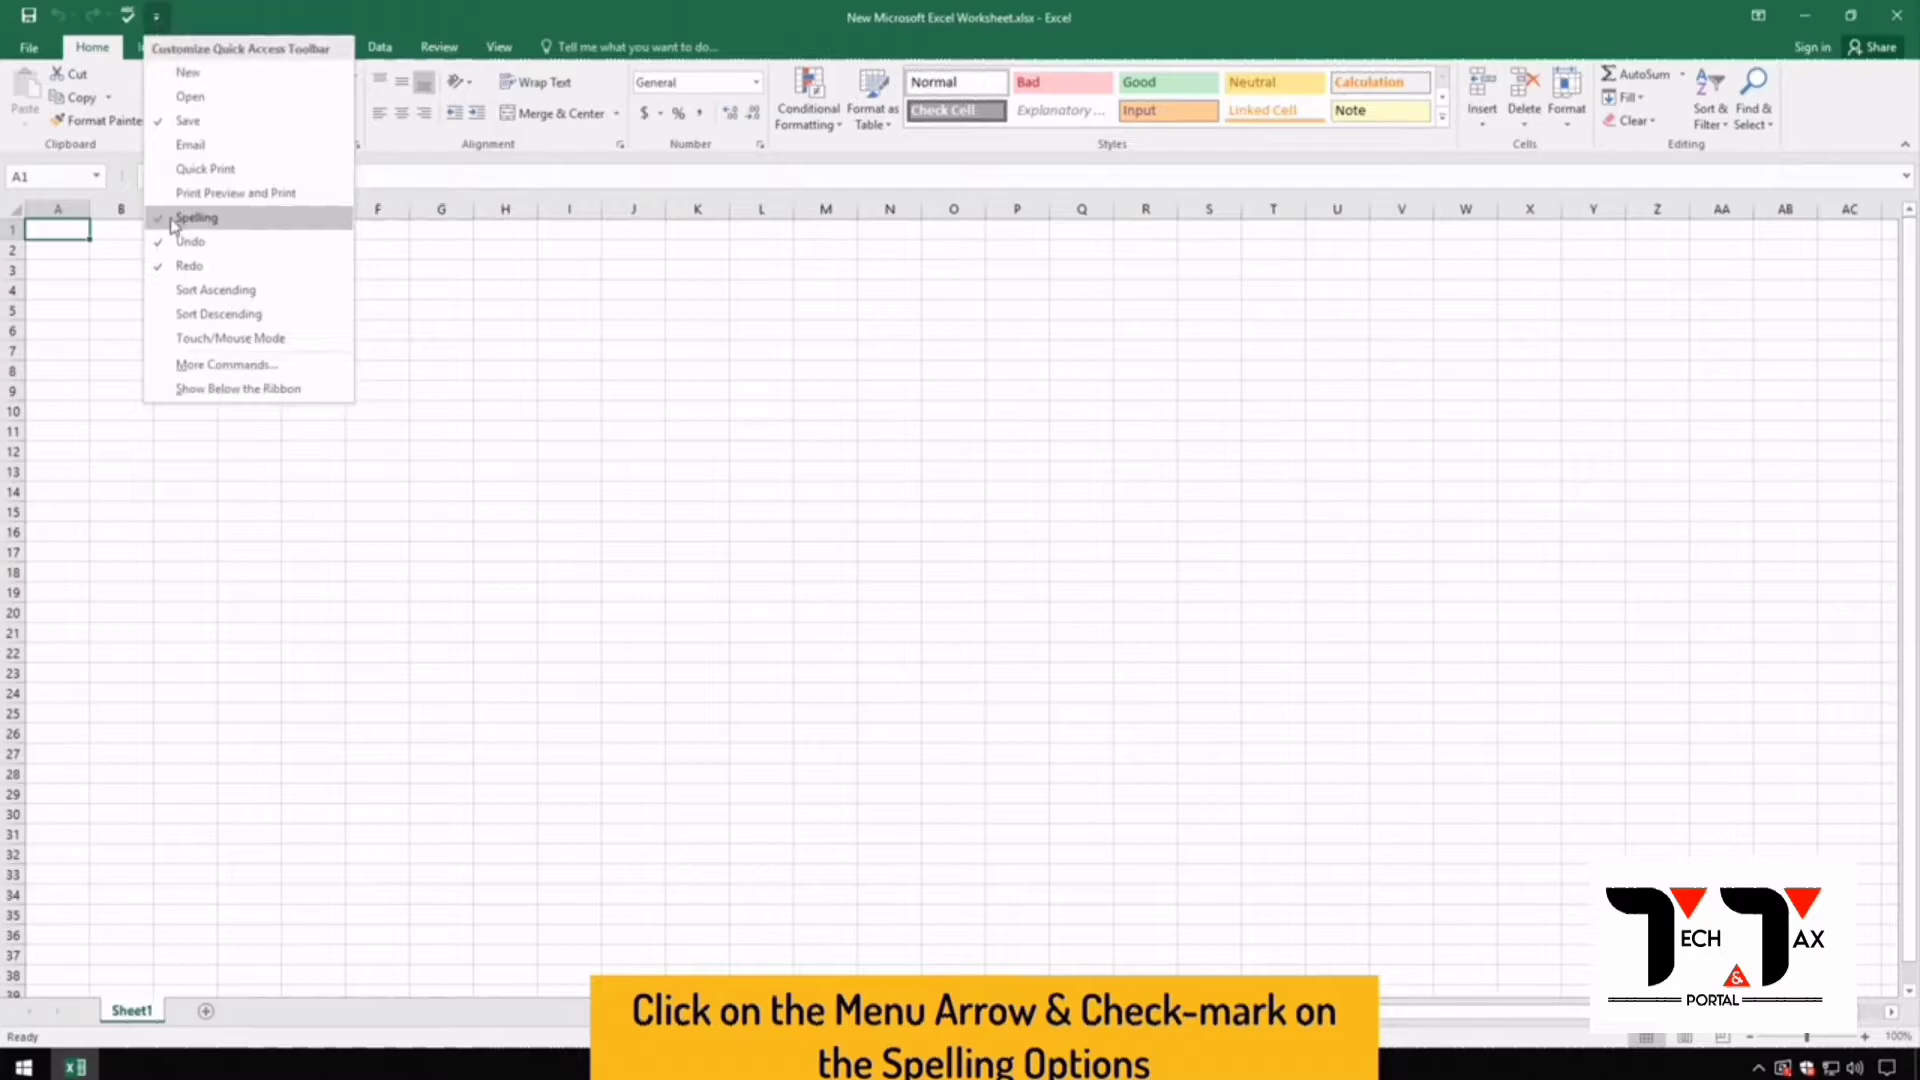 New Microsoft Excel Worksheet.xlsx - Excel
File Home Data Review View Tell me what you want to do... Sign in Share
Customize Quick Access Toolbar
New
Open
Save
Email
Quick Print
Print Preview and Print
Spelling
Undo
Redo
Sort Ascending
Sort Descending
Touch/Mouse Mode
More Commands...
Show Below the Ribbon
Paste
Cut
Copy
Format Painte
Clipboard
Wrap Text
Merge & Center
Alignment
General
$ % ,
Number
Conditional
Formatting
Format as
Table
Normal Bad Good Neutral Calculation
Check Cell Explanatory ... Input Linked Cell Note
Styles
Insert Delete Format
Cells
AutoSum
Fill
Clear
Sort &
Filter
Find &
Select
Editing
A1
A B F G H I J K L M N O P Q R S T U V W X Y Z AA AB AC
1
2
3
4
5
6
7
8
9
10
11
12
13
14
15
16
17
18
19
20
21
22
23
24
25
26
27
28
29
30
31
32
33
34
35
36
37
38
39
Sheet1
Ready
100%
Click on the Menu Arrow & Check-mark on
the Spelling Options
TECH & TAX
PORTAL